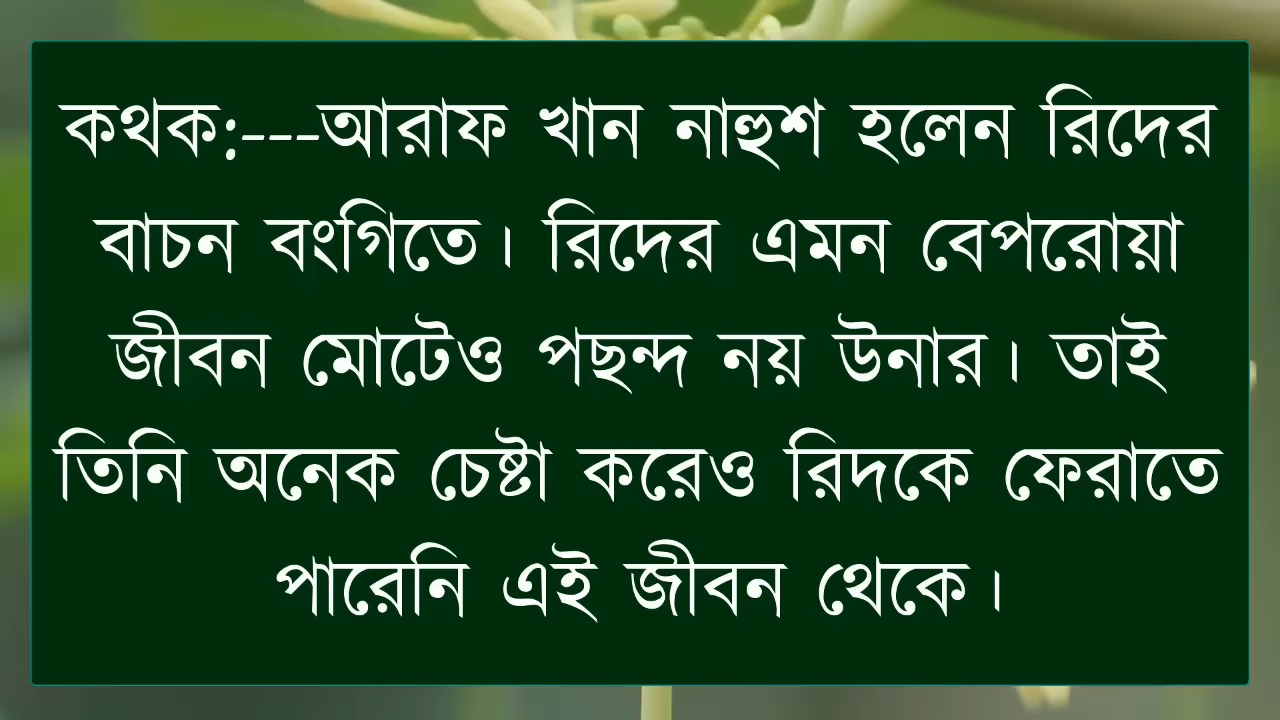 কথক:---আরাফ খান নাহুশ হলেন রিদের
বাচন বংগিতে। রিদের এমন বেপরোয়া
জীবন মোটেও পছন্দ নয় উনার। তাই
তিনি অনেক চেষ্টা করেও রিদকে ফেরাতে
পারেনি এই জীবন থেকে।